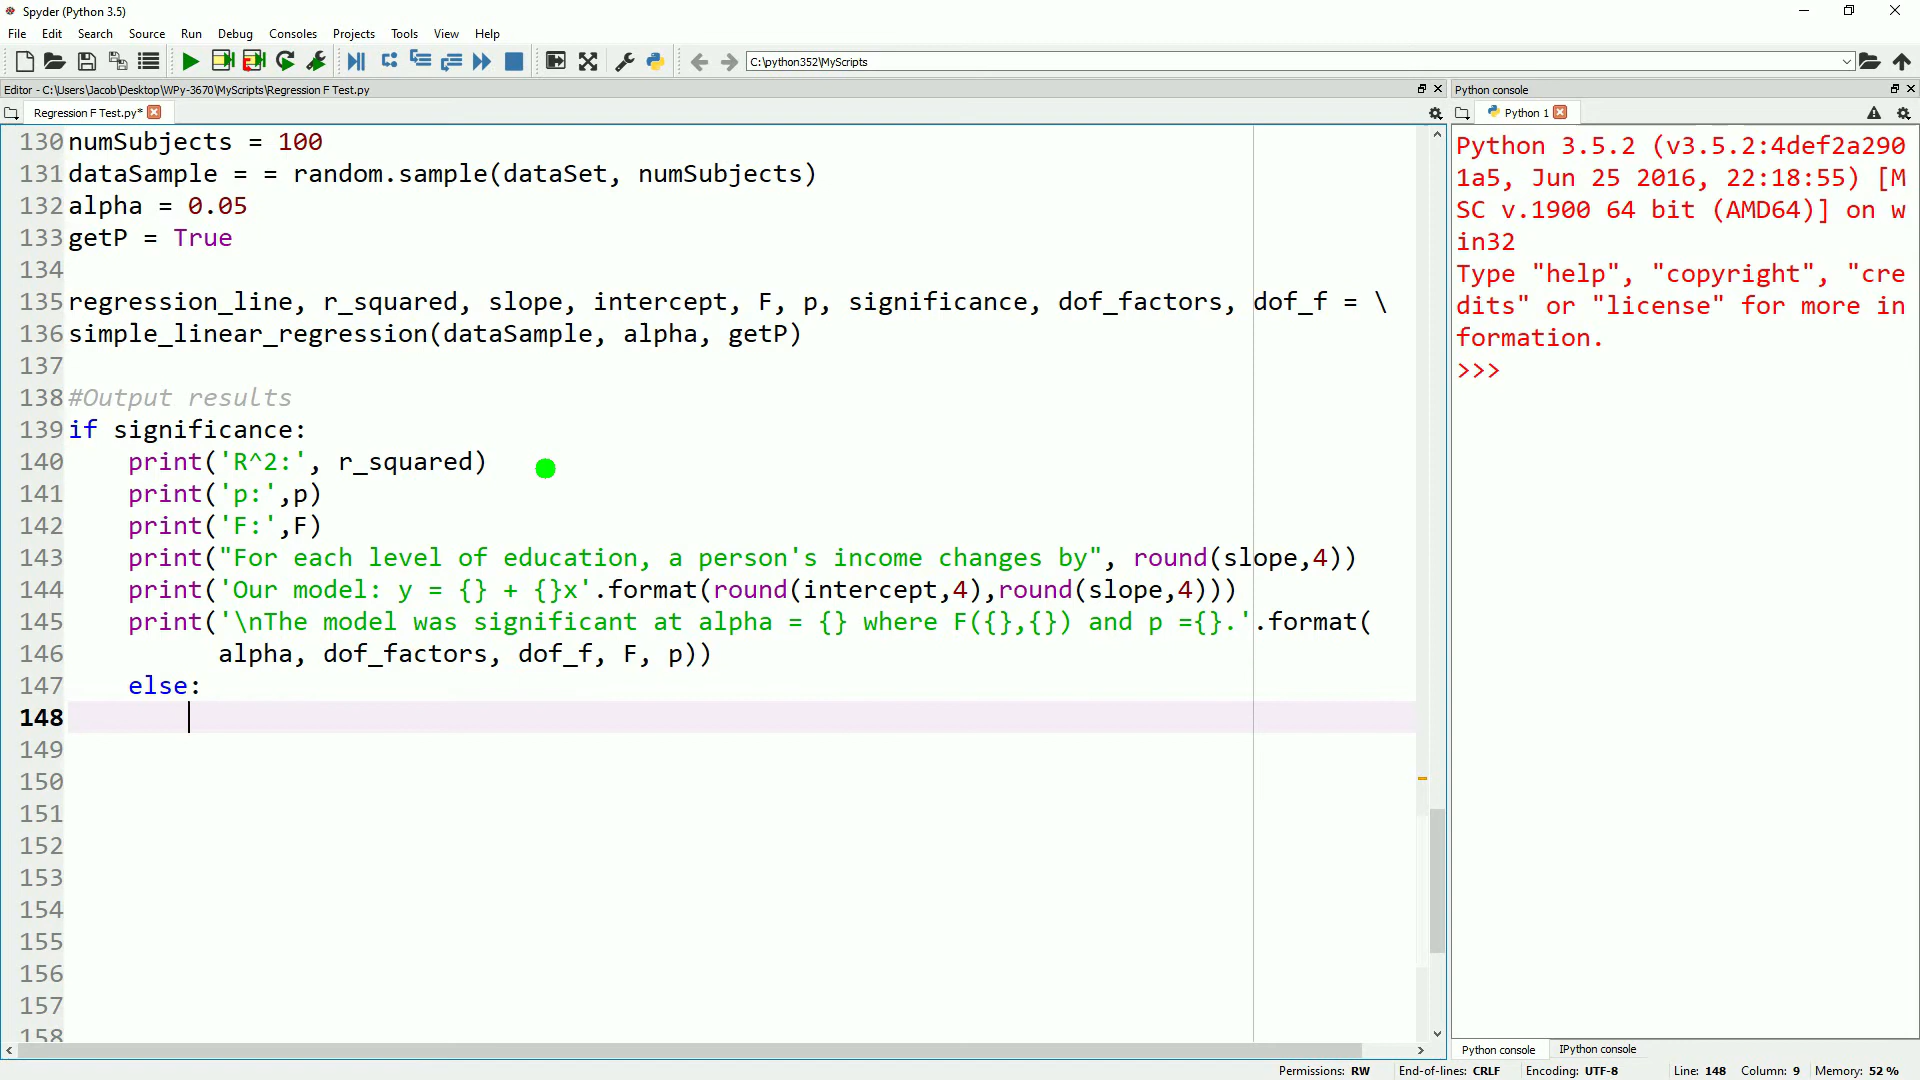 Spyder (Python 3.5)
File Edit Search Source Run Debug Consoles Projects Tools View Help
C:\python352\MyScripts
Editor - C:\Users\Jacob\Desktop\WPy-3670\MyScripts\Regression F Test.py
Regression F Test.py*
130 numSubjects = 100
131 dataSample = = random.sample(dataSet, numSubjects)
132 alpha = 0.05
133 getP = True
134
135 regression_line, r_squared, slope, intercept, F, p, significance, dof_factors, dof_f = \
136 simple_linear_regression(dataSample, alpha, getP)
137
138 #Output results
139 if significance:
140     print('R^2:', r_squared)
141     print('p:',p)
142     print('F:',F)
143     print("For each level of education, a person's income changes by", round(slope,4))
144     print('Our model: y = {} + {}x'.format(round(intercept,4),round(slope,4)))
145     print('\nThe model was significant at alpha = {} where F({},{}) and p ={}.'.format(
146           alpha, dof_factors, dof_f, F, p))
147     else:
148
149
150
151
152
153
154
155
156
157
158
Python console
Python 1
Python 3.5.2 (v3.5.2:4def2a290
1a5, Jun 25 2016, 22:18:55) [M
SC v.1900 64 bit (AMD64)] on w
in32
Type "help", "copyright", "cre
dits" or "license" for more in
formation.
>>>
Python console IPython console
Permissions: RW End-of-lines: CRLF Encoding: UTF-8 Line: 148 Column: 9 Memory: 52 %